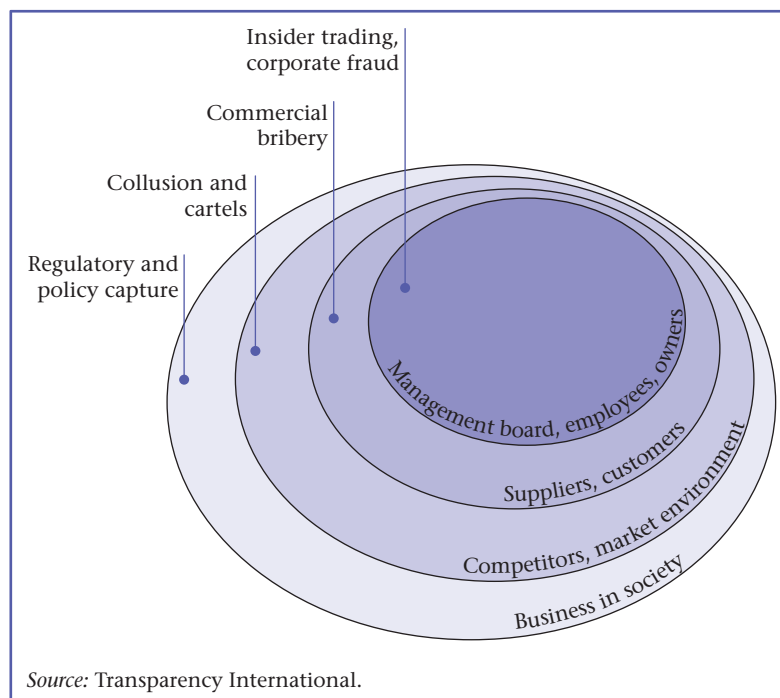 Insider trading,
corporate fraud
Commercial
bribery
Collusion and
cartels
Regulatory and
policy capture
Management board, employees, owners
Suppliers, customers
Competitors, market environment
Business in society
Source: Transparency International.